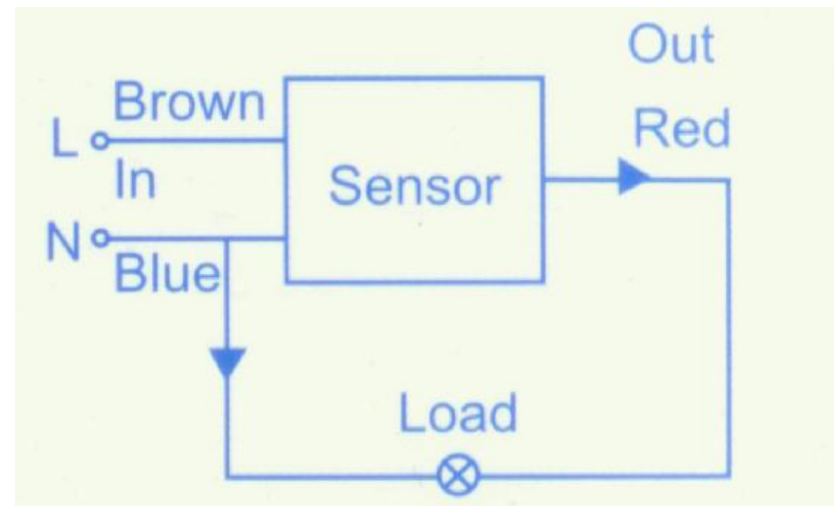 Out
Brown
Red
L
In
Sensor
N
Blue
Load